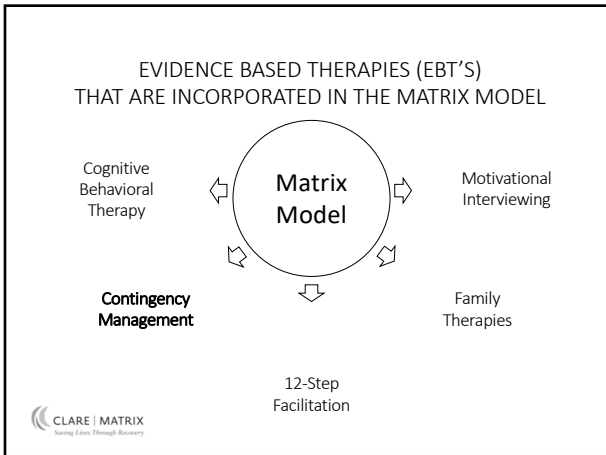 EVIDENCE BASED THERAPIES (EBT'S)
THAT ARE INCORPORATED IN THE MATRIX MODEL
Matrix
Model
Cognitive
Behavioral
Therapy
Motivational
Interviewing
Contingency
Management
Family
Therapies
12-Step
Facilitation
CLARE | MATRIX
Saving Lives Through Recovery